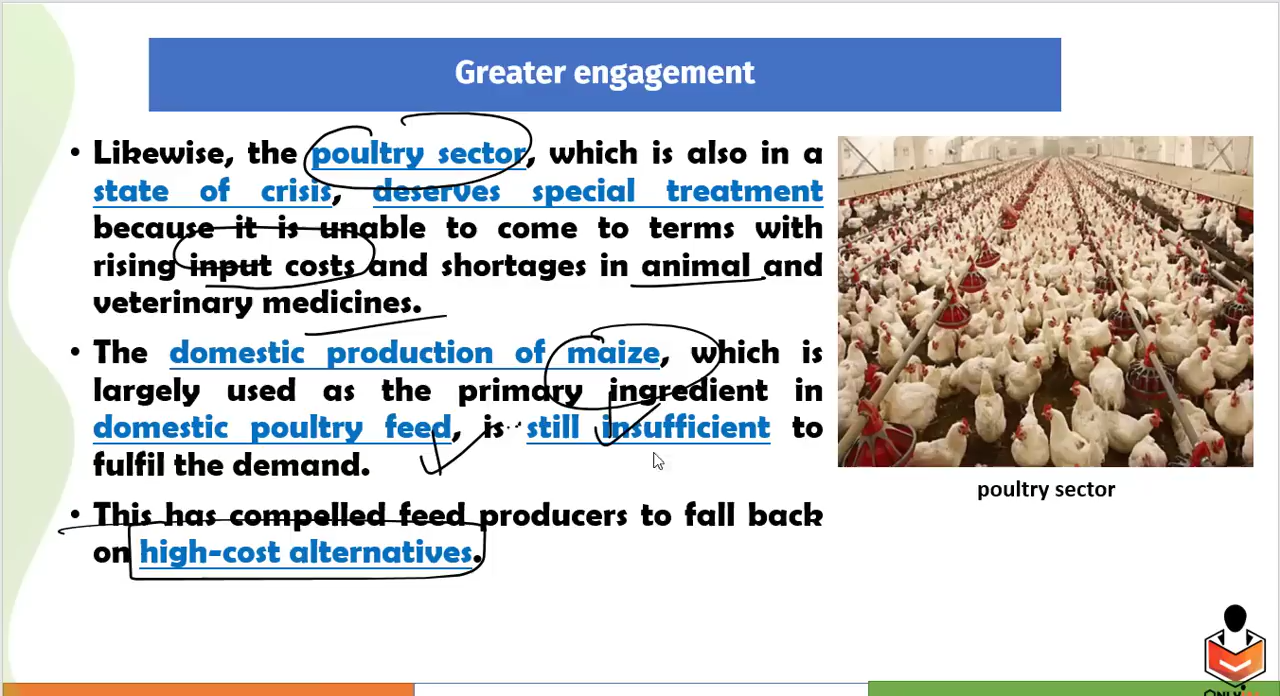 Greater engagement
• Likewise, the poultry sector, which is also in a
state of crisis, deserves special treatment
because it is unable to come to terms with
rising input costs and shortages in animal and
veterinary medicines.
• The domestic production of maize, which is
largely used as the primary ingredient in
domestic poultry feed, is still insufficient to
fulfil the demand.
• This has compelled feed producers to fall back
on high-cost alternatives.
poultry sector